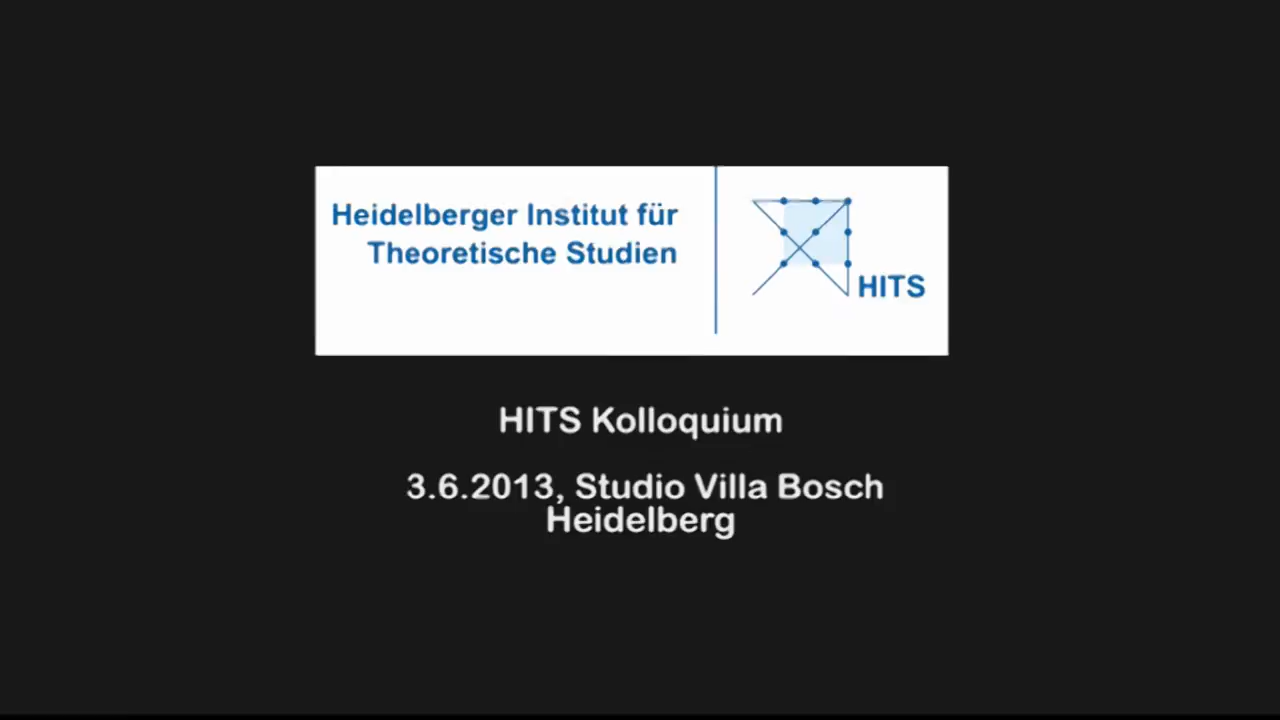 Heidelberger Institut für
Theoretische Studien
HITS
HITS Kolloquium
3.6.2013, Studio Villa Bosch
Heidelberg